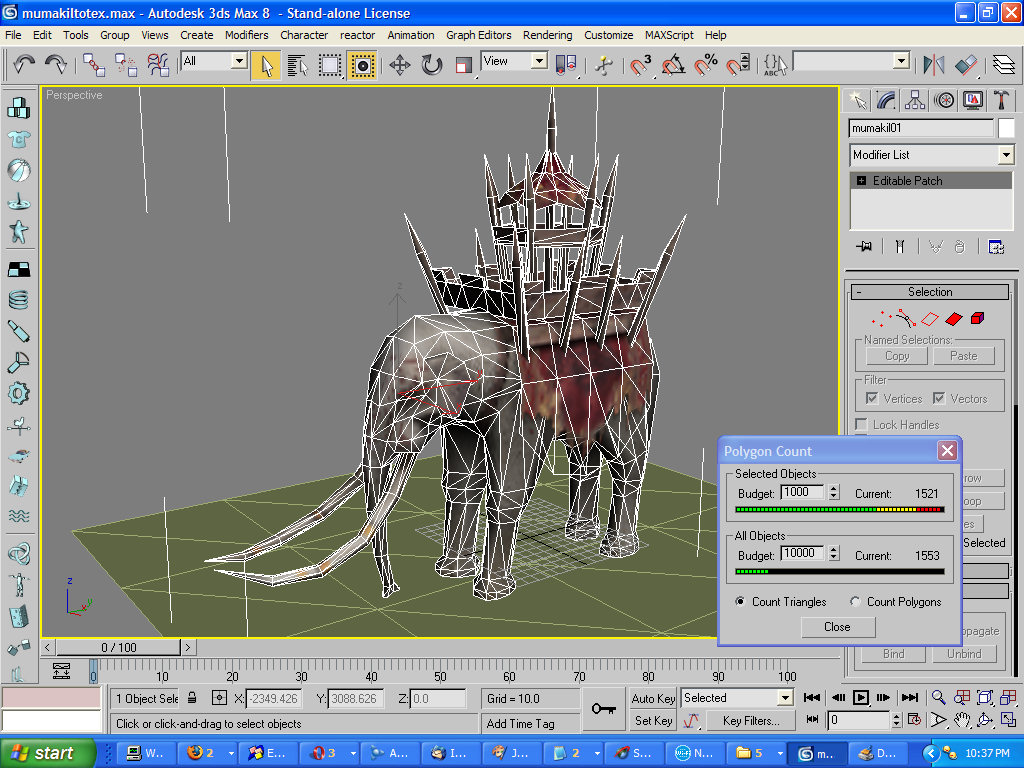 mumakiltotex.max - Autodesk 3ds Max 8 - Stand-alone License
File Edit Tools Group Views Create Modifiers Character reactor Animation Graph Editors Rendering Customize MAXScript Help
All View 3 % ABC
Perspective
mumakil01
Modifier List
Editable Patch
Selection
Named Selections:
Copy Paste
Filter
Vertices Vectors
Lock Handles
Polygon Count
Selected Objects
Budget: 1000 Current: 1521
All Objects
Budget: 10000 Current: 1553
Count Triangles Count Polygons
Close
Selected
Bind Unbind
z
z
y
0 / 100
0 10 20 30 40 50 60 70 80 90 100
1 Object Sele X: -2349.426 Y: 3088.626 Z: 0.0 Grid = 10.0 Auto Key Selected
Click or click-and-drag to select objects Add Time Tag Set Key Key Filters... 0
start W... 2 E... 3 A... I... J... 2 S... N... 5 m... D... 10:37 PM